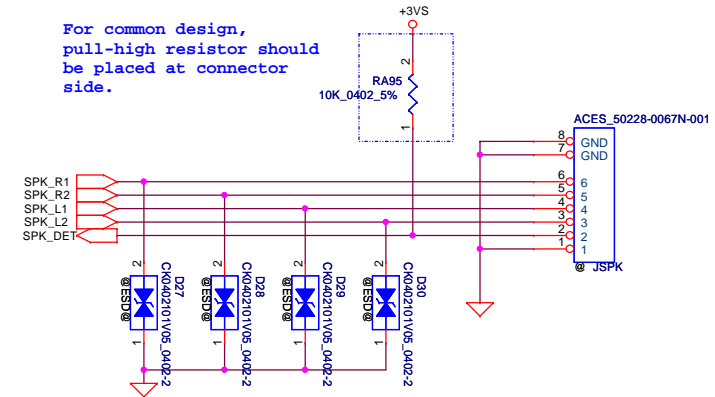 For common design,
pull-high resistor should
be placed at connector
side.
+3VS
2
RA95
10K_0402_5%
1
ACES_50228-0067N-001
8 GND
7 GND
SPK_R1 6 6
SPK_R2 5 5
SPK_L1 4 4
SPK_L2 3 3
SPK_DET 2 2
1 1
@ JSPK
2 2 2 2
D27
CK0402101V05_0402-2
@ESD@
D28
CK0402101V05_0402-2
@ESD@
D29
CK0402101V05_0402-2
@ESD@
D30
CK0402101V05_0402-2
@ESD@
1 1 1 1